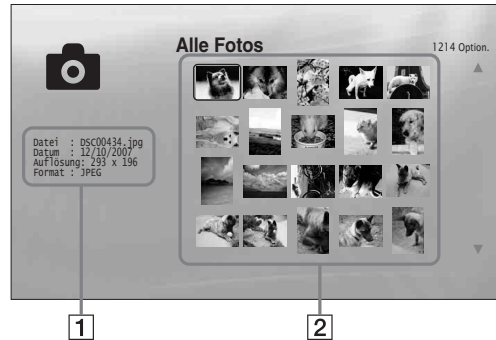 Alle Fotos
1214 Option.
Datei : DSC00434.jpg
Datum : 12/10/2007
Auflösung: 293 x 196
Format : JPEG
1
2